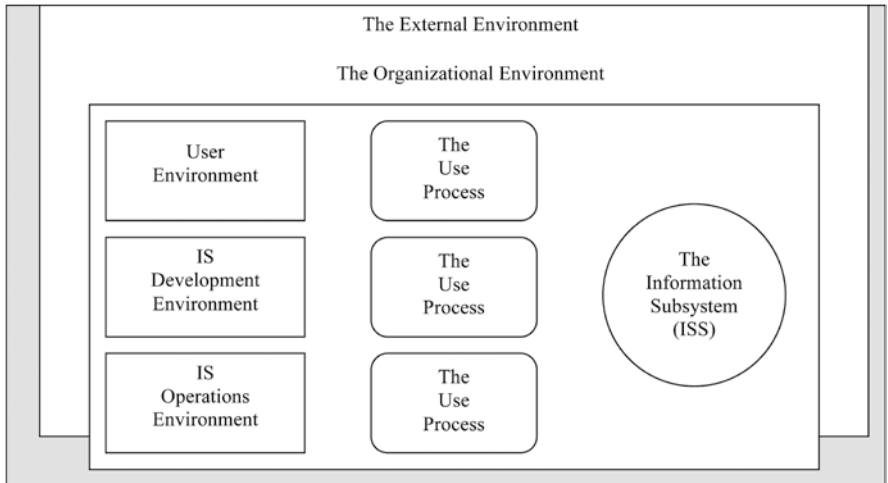 The External Environment
The Organizational Environment
User
Environment
The
Use
Process
IS
Development
Environment
The
Use
Process
The
Information
Subsystem
(ISS)
IS
Operations
Environment
The
Use
Process